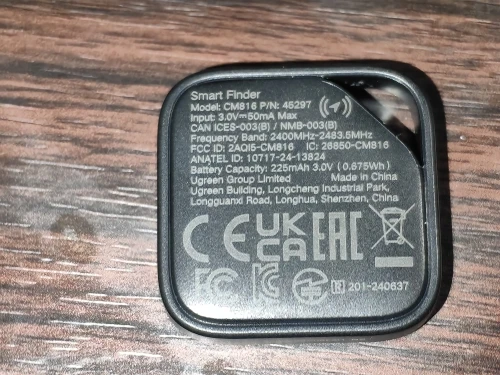 Smart Finder
Model: CM816 P/N: 45297
Input: 3.0V⎓50mA Max
CAN ICES-003(B) / NMB-003(B)
Frequency Band: 2400MHz-2483.5MHz
FCC ID: 2AQI5-CM816 IC: 26850-CM816
ANATEL ID: 10717-24-13824
Battery Capacity: 225mAh 3.0V (0.675Wh)
Ugreen Group Limited Made in China
Ugreen Building, Longcheng Industrial Park,
Longguanxi Road, Longhua, Shenzhen, China
CE UK CA EAC
FC R 201-240637